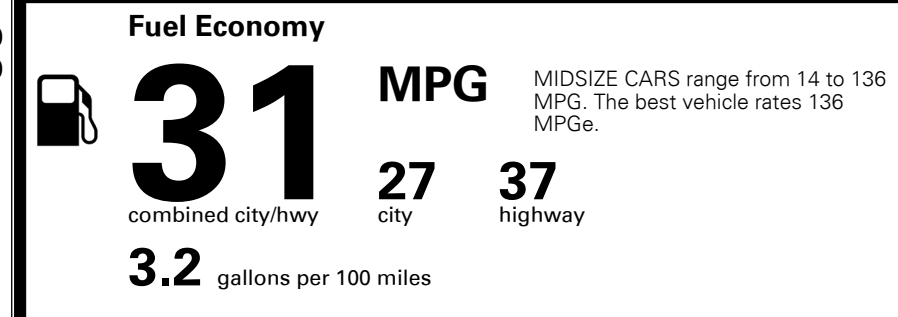 Fuel Economy
31
MPG
MIDSIZE CARS range from 14 to 136
MPG. The best vehicle rates 136
MPGe.
27
37
combined city/hwy
city
highway
3.2 gallons per 100 miles